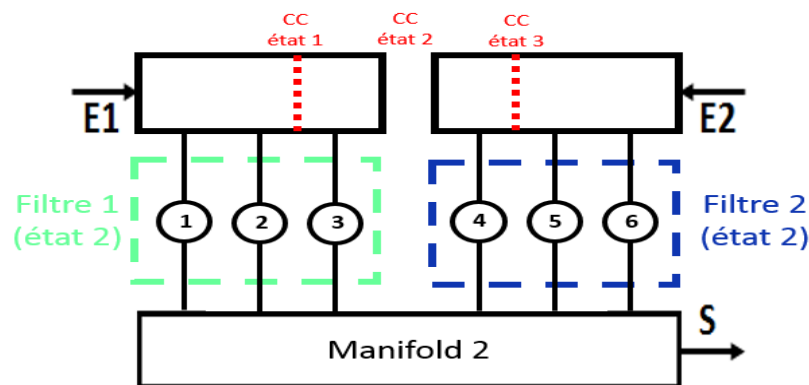 CC
état 1
CC
état 2
CC
état 3
E1
E2
Filtre 1
(état 2)
1
2
3
4
5
6
Filtre 2
(état 2)
Manifold 2
S